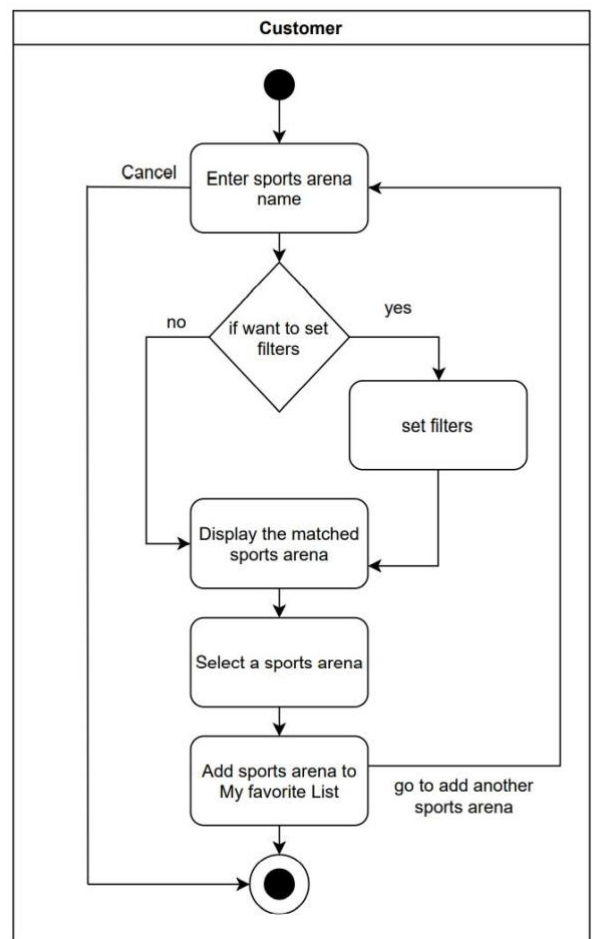 Customer
Cancel
Enter sports arena
name
no
if want to set
filters
yes
set filters
Display the matched
sports arena
Select a sports arena
Add sports arena to
My favorite List
go to add another
sports arena